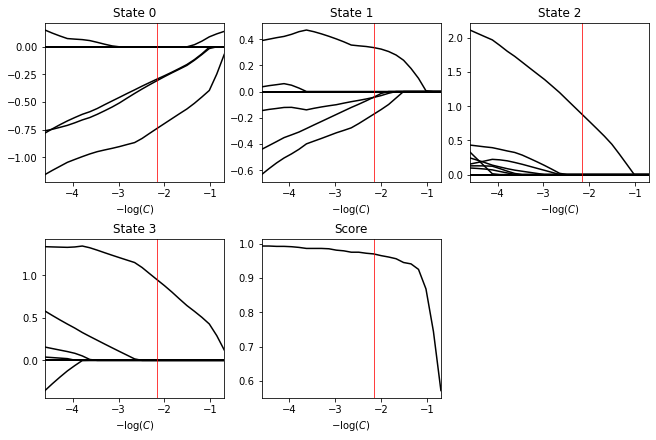 State 0
State 1
State 2
0.00
−0.25
−0.50
−0.75
−1.00
0.4
0.2
0.0
−0.2
−0.4
−0.6
2.0
1.5
1.0
0.5
0.0
−4 −3 −2 −1
−4 −3 −2 −1
−4 −3 −2 −1
−log(C)
−log(C)
−log(C)
State 3
Score
1.0
0.5
0.0
1.0
0.9
0.8
0.7
0.6
−4 −3 −2 −1
−4 −3 −2 −1
−log(C)
−log(C)